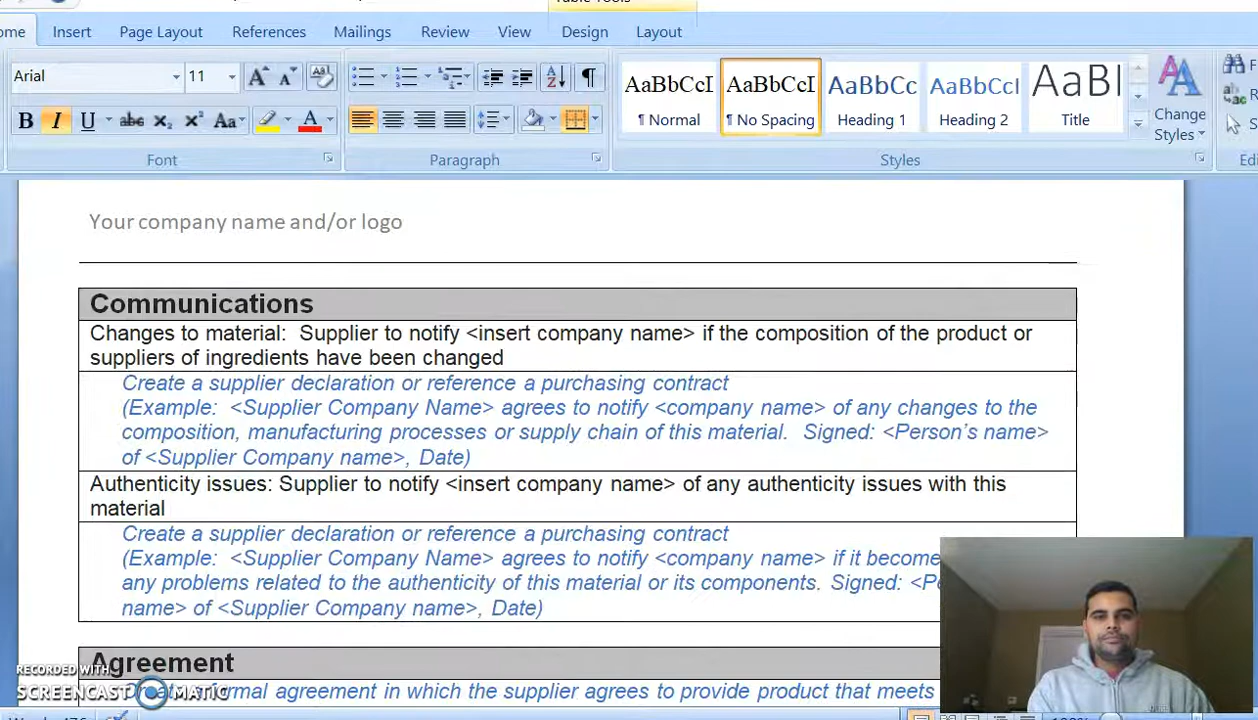 Table Tools
Insert Page Layout References Mailings Review View Design Layout
Arial 11 AaBbCcI AaBbCcI AaBbCc AaBbCcI AaBl
B I U abc x₂ x² Aa A ¶ Normal ¶ No Spacing Heading 1 Heading 2 Title Change Styles
Font Paragraph Styles
Your company name and/or logo
Communications
Changes to material: Supplier to notify <insert company name> if the composition of the product or
suppliers of ingredients have been changed
Create a supplier declaration or reference a purchasing contract
(Example: <Supplier Company Name> agrees to notify <company name> of any changes to the
composition, manufacturing processes or supply chain of this material. Signed: <Person's name>
of <Supplier Company name>, Date)
Authenticity issues: Supplier to notify <insert company name> of any authenticity issues with this
material
Create a supplier declaration or reference a purchasing contract
(Example: <Supplier Company Name> agrees to notify <company name> if it
any problems related to the authenticity of this material or its components. Signed:
name> of <Supplier Company name>, Date)
Agreement
formal agreement in which the supplier agrees to provide product that meets
RECORDED WITH
SCREENCAST MATIC